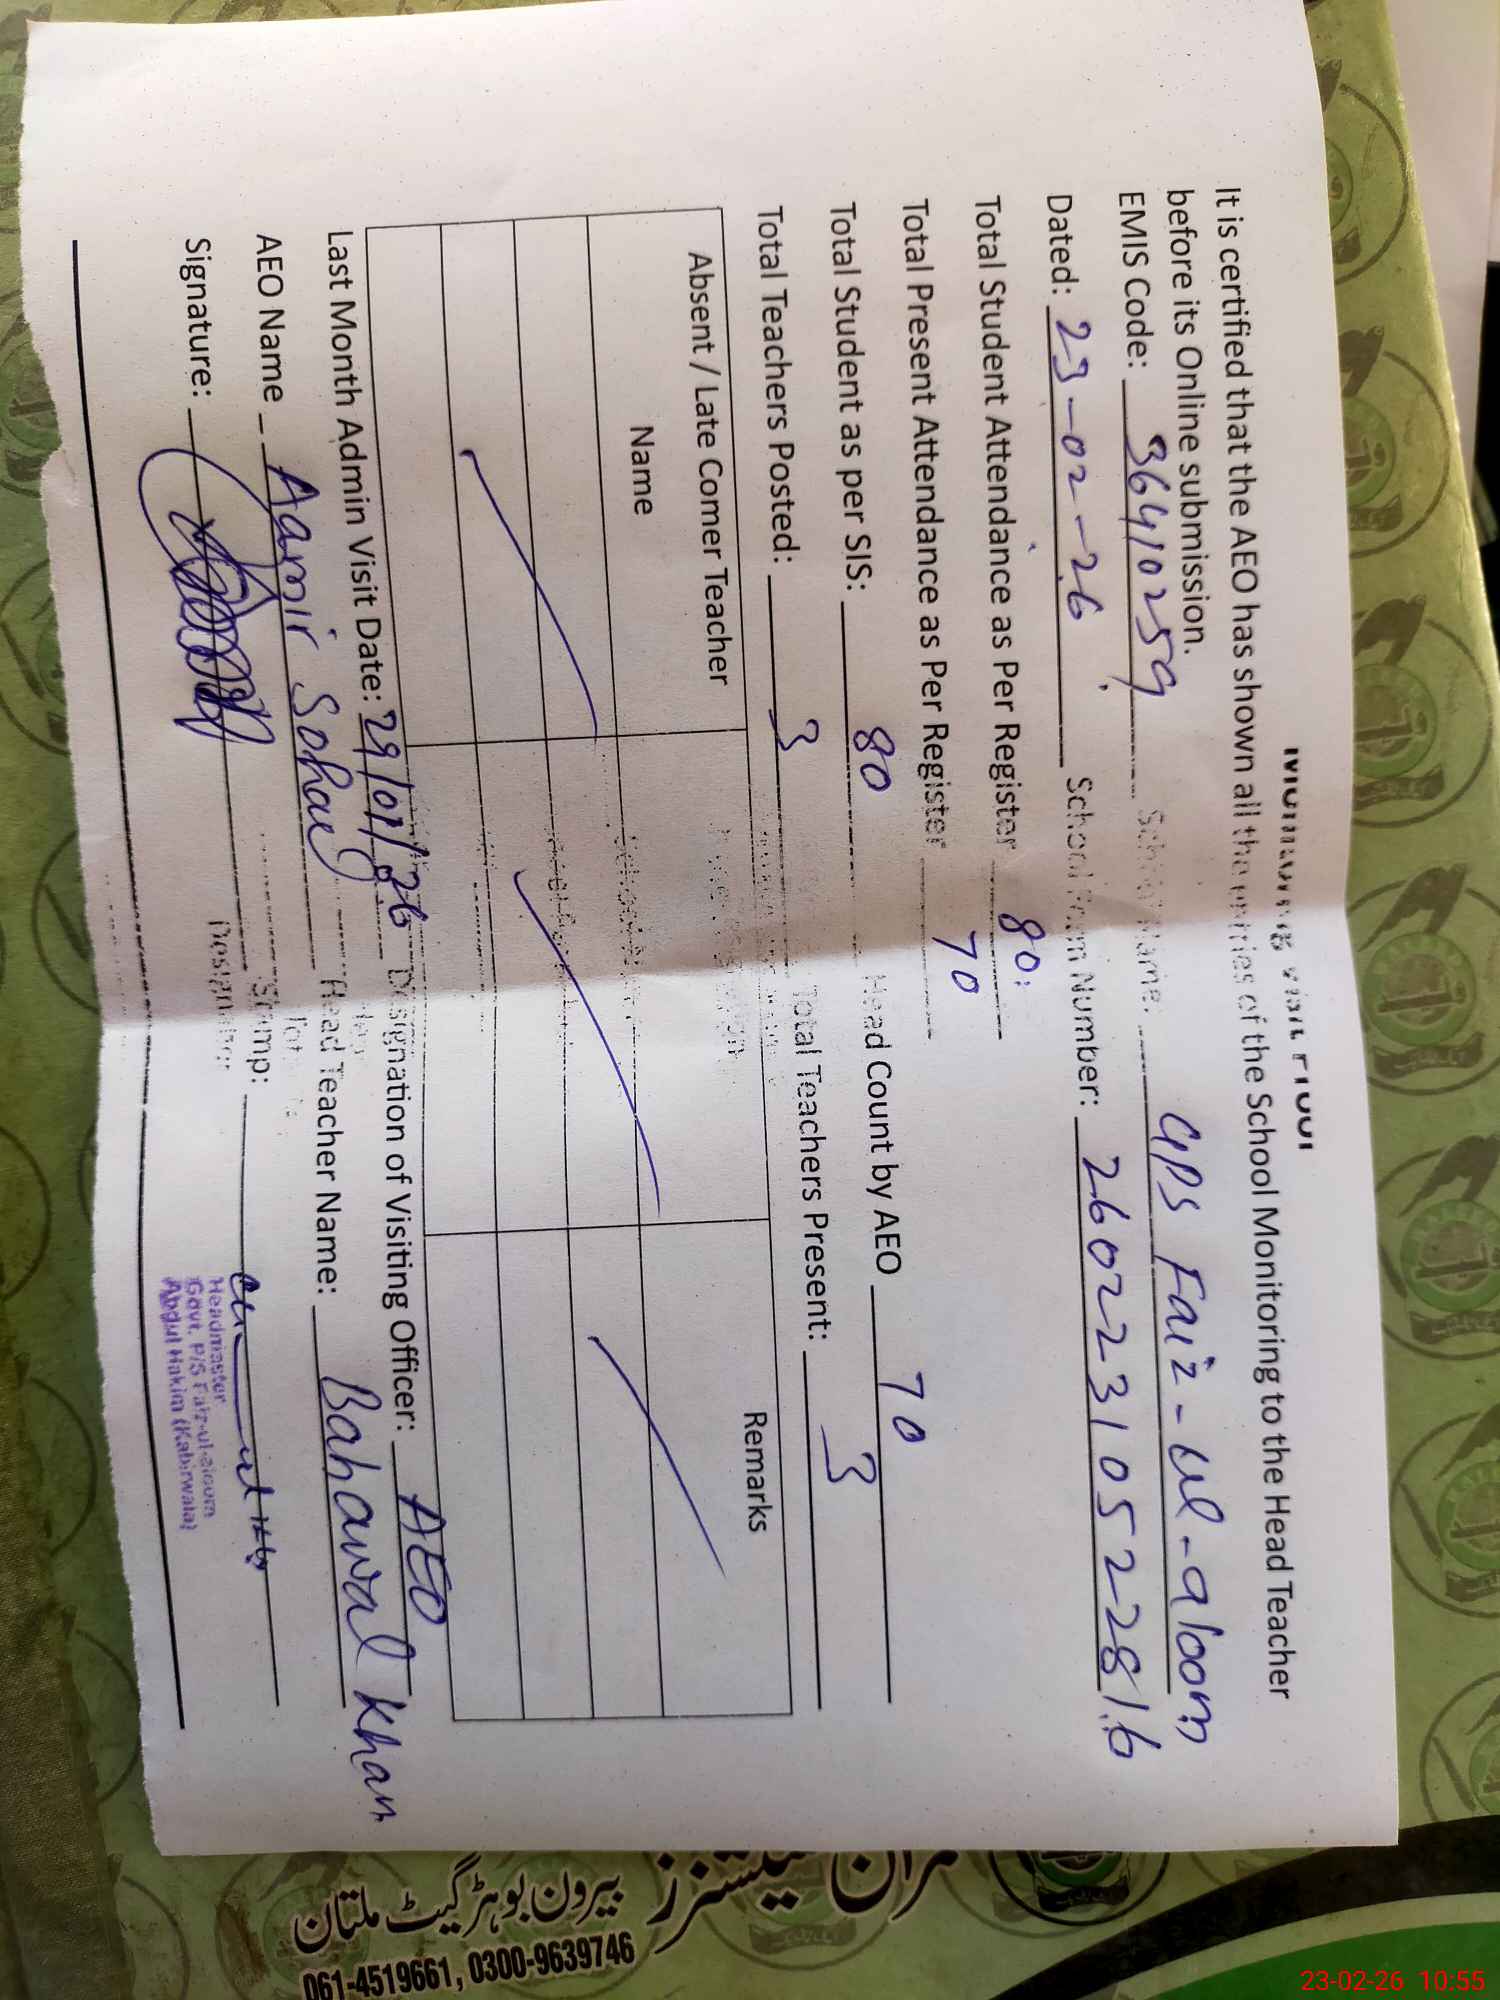 Monitoring Visit Proof
It is certified that the AEO has shown all the entries of the School Monitoring to the Head Teacher
before its Online submission.
EMIS Code: 36410259 School Name: GPS Faiz-ul-aloom
Dated: 23-02-26 School Form Number: 26022310522816
Total Student Attendance as Per Register 80
Total Present Attendance as Per Register 70
Total Student as per SIS: 80 Head Count by AEO 70
Total Teachers Posted: 3 Total Teachers Present: 3
Absent / Late Comer Teacher
Name
Remarks
Last Month Admin Visit Date: 29/01/26 Designation of Visiting Officer: AEO
AEO Name Aamir Sohail Head Teacher Name: Bahawal Khan
Signature: Stamp:
Headmaster
Govt. P/S Faiz-ul-aloom
Abdul Hakim (Kabirwala)
بیرون بوہڑ گیٹ ملتان
061-4519661, 0300-9639746
23-02-26 10:55